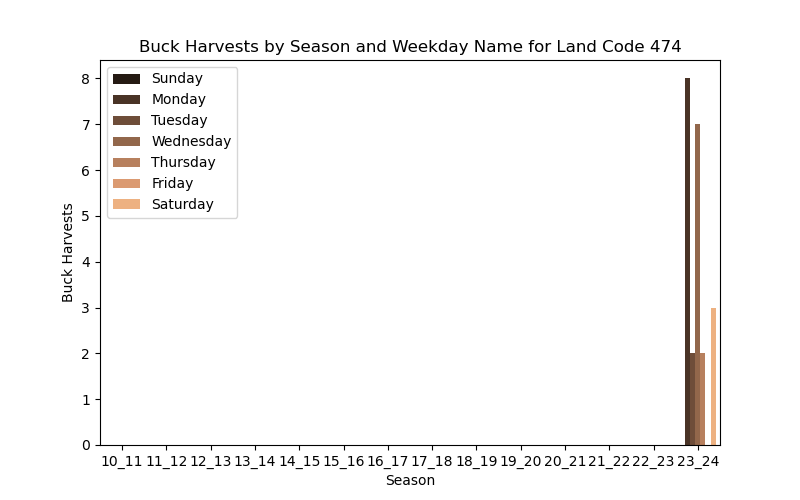 Buck Harvests by Season and Weekday Name for Land Code 474
8
7
6
5
4
3
2
1
0
Buck Harvests
Sunday
Monday
Tuesday
Wednesday
Thursday
Friday
Saturday
10_11 11_12 12_13 13_14 14_15 15_16 16_17 17_18 18_19 19_20 20_21 21_22 22_23 23_24
Season